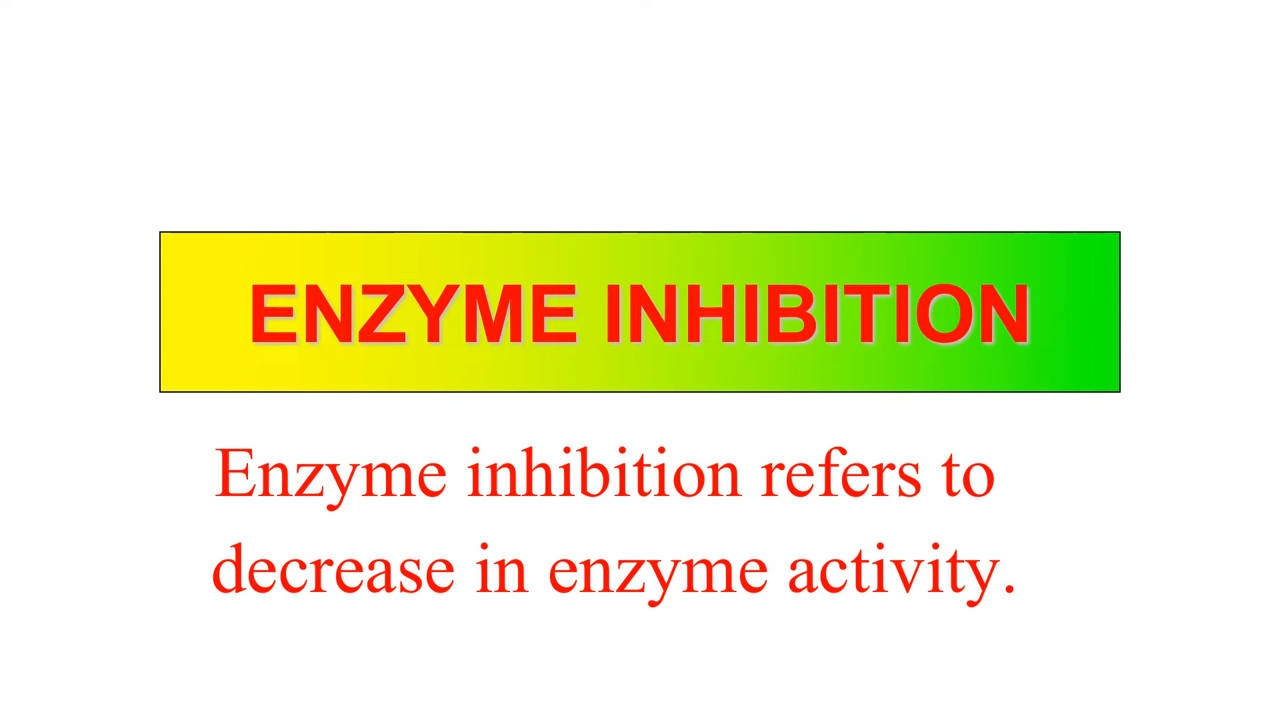 ENZYME INHIBITION
Enzyme inhibition refers to
decrease in enzyme activity.